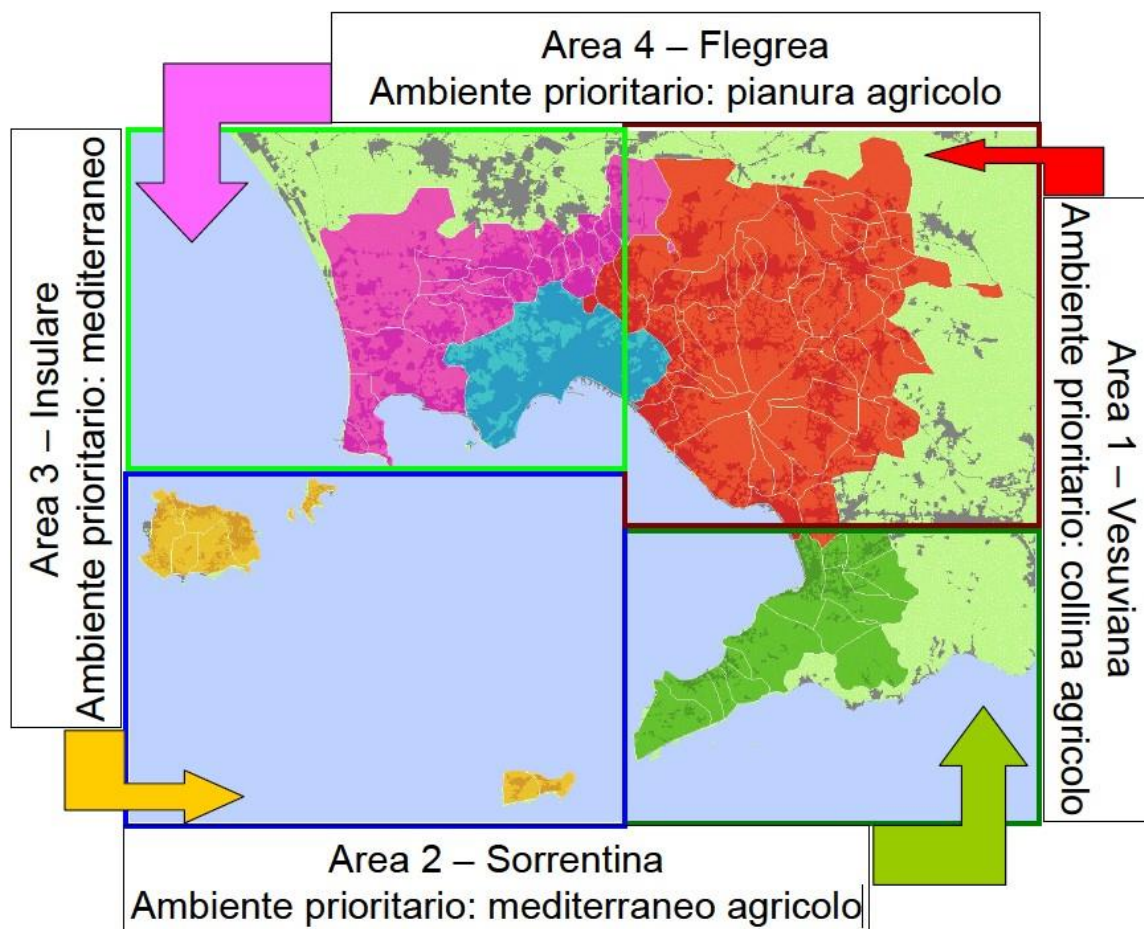 Area 4 – Flegrea
Ambiente prioritario: pianura agricolo
Area 3 – Insulare
Ambiente prioritario: mediterraneo
Area 1 – Vesuviana
Ambiente prioritario: collina agricolo
Area 2 – Sorrentina
Ambiente prioritario: mediterraneo agricolo